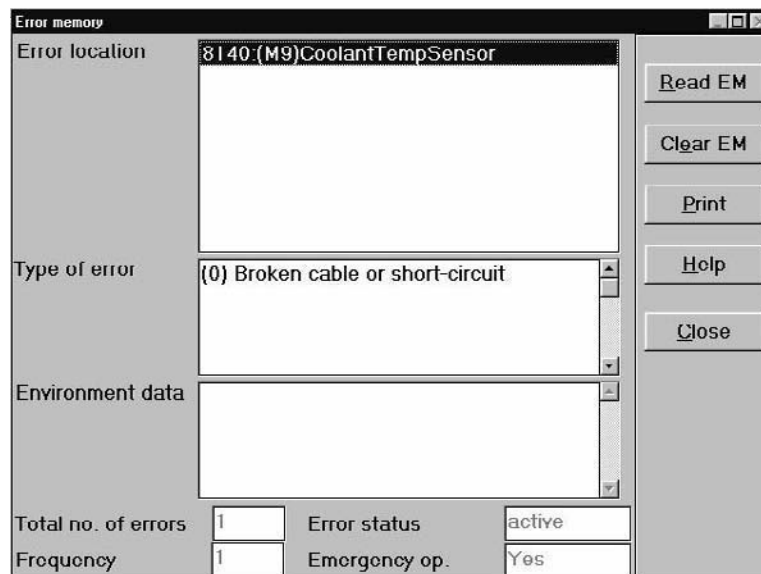 Error memory
Error location
8140:(M9)CoolantTempSensor
Read EM
Clear EM
Print
Type of error
(0) Broken cable or short-circuit
Help
Close
Environment data
Total no. of errors 1 Error status active
Frequency 1 Emergency op. Yes